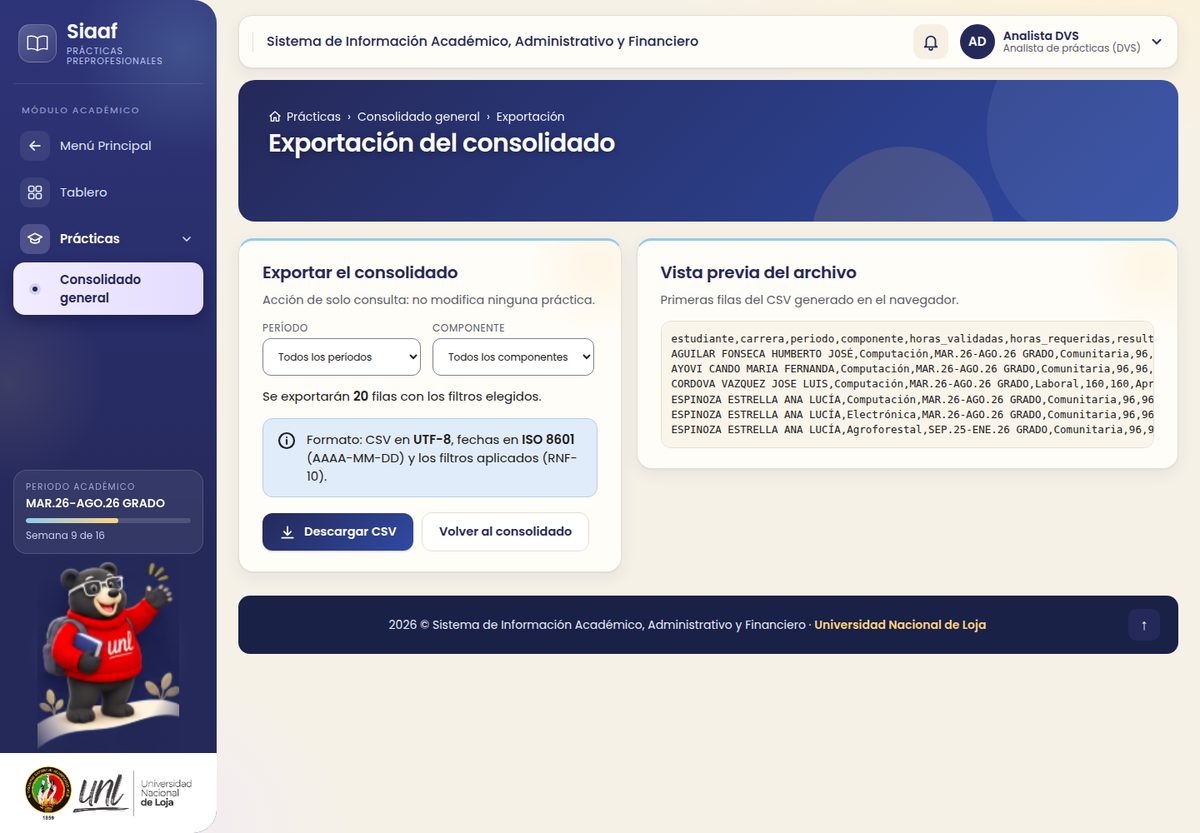 Siaaf
PRÁCTICAS
PREPROFESIONALES
MÓDULO ACADÉMICO
Menú Principal
Tablero
Prácticas
Consolidado
general
PERIODO ACADÉMICO
MAR.26-AGO.26 GRADO
Semana 9 de 16
unl
1859
unl
Universidad
Nacional
de Loja
Sistema de Información Académico, Administrativo y Financiero
AD
Analista DVS
Analista de prácticas (DVS)
Prácticas › Consolidado general › Exportación
Exportación del consolidado
Exportar el consolidado
Acción de solo consulta: no modifica ninguna práctica.
PERÍODO
COMPONENTE
Todos los períodos
Todos los componentes
Se exportarán 20 filas con los filtros elegidos.
Formato: CSV en UTF-8, fechas en ISO 8601
(AAAA-MM-DD) y los filtros aplicados (RNF-
10).
Descargar CSV
Volver al consolidado
Vista previa del archivo
Primeras filas del CSV generado en el navegador.
estudiante,carrera,periodo,componente,horas_validadas,horas_requeridas,result
AGUILAR FONSECA HUMBERTO JOSÉ,Computación,MAR.26-AGO.26 GRADO,Comunitaria,96,
AYOVI CANDO MARIA FERNANDA,Computación,MAR.26-AGO.26 GRADO,Comunitaria,96,96,
CORDOVA VAZQUEZ JOSE LUIS,Computación,MAR.26-AGO.26 GRADO,Laboral,160,160,Apr
ESPINOZA ESTRELLA ANA LUCÍA,Computación,MAR.26-AGO.26 GRADO,Comunitaria,96,96
ESPINOZA ESTRELLA ANA LUCÍA,Electrónica,MAR.26-AGO.26 GRADO,Comunitaria,96,96
ESPINOZA ESTRELLA ANA LUCÍA,Agroforestal,SEP.25-ENE.26 GRADO,Comunitaria,96,9
2026 © Sistema de Información Académico, Administrativo y Financiero · Universidad Nacional de Loja
↑